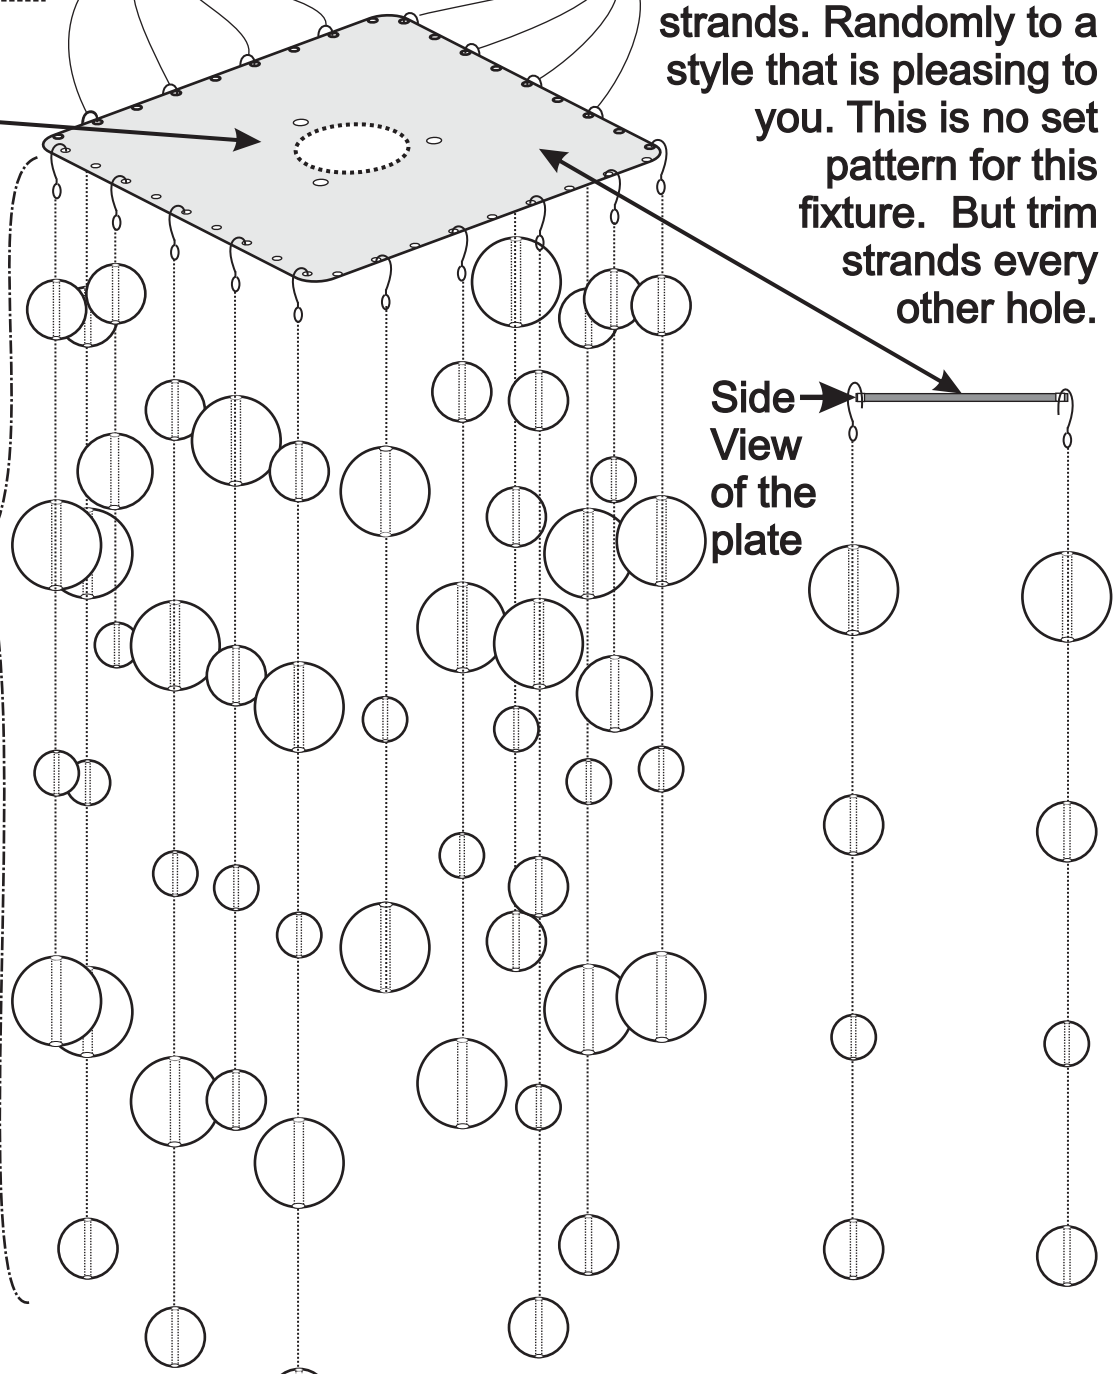 strands. Randomly to a
style that is pleasing to
you. This is no set
pattern for this
fixture.  But trim
strands every
other hole.
Side
View
of the
plate